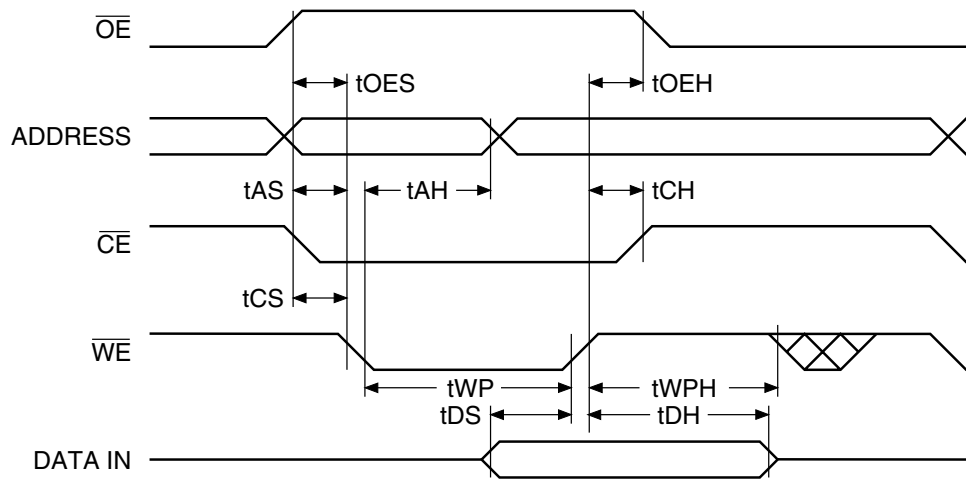 OE
tOES tOEH
ADDRESS
tAS tAH tCH
CE
tCS
WE
tWP tWPH
tDS tDH
DATA IN